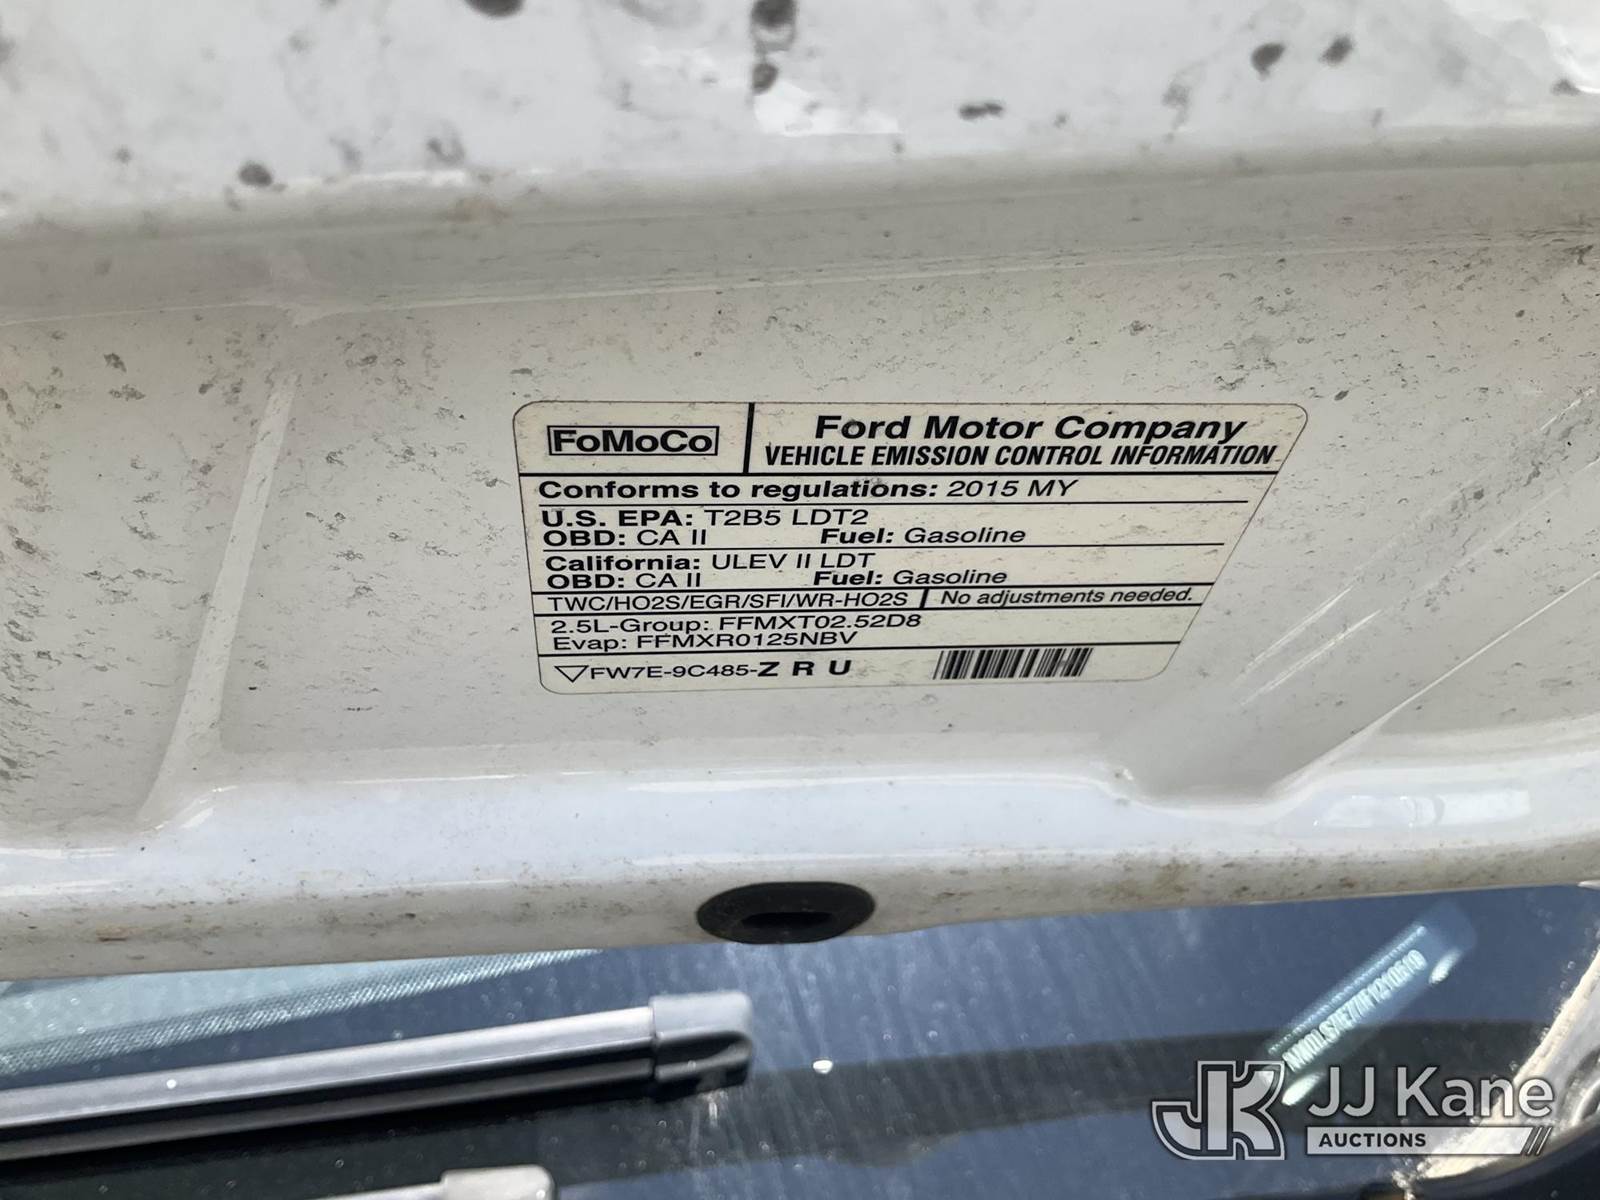 FoMoCo
Ford Motor Company
VEHICLE EMISSION CONTROL INFORMATION
Conforms to regulations: 2015 MY
U.S. EPA: T2B5 LDT2
OBD: CA II Fuel: Gasoline
California: ULEV II LDT
OBD: CA II Fuel: Gasoline
TWC/HO2S/EGR/SFI/WR-HO2S No adjustments needed.
2.5L-Group: FFMXT02.52D8
Evap: FFMXR0125NBV
FW7E-9C485-Z R U
JK JJ Kane
AUCTIONS